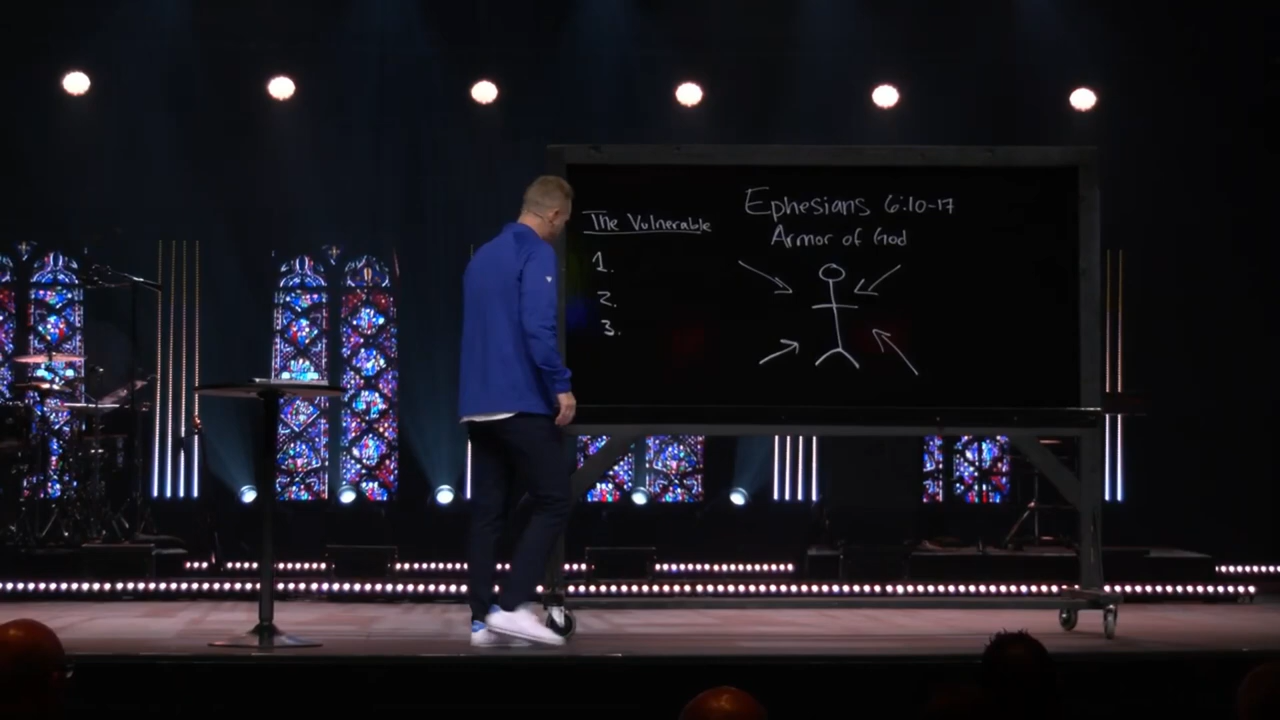 The Vulnerable
1.
2.
3.
Ephesians 6:10-17
Armor of God